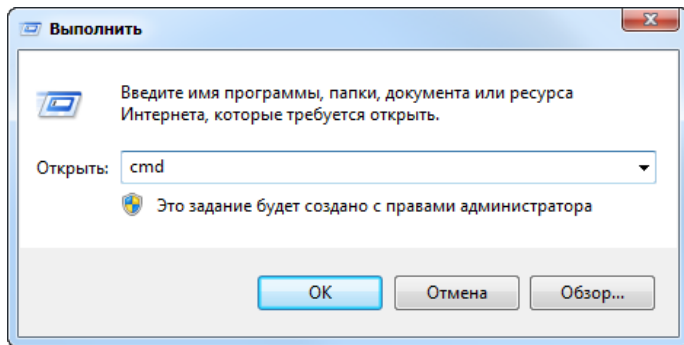 Выполнить
Введите имя программы, папки, документа или ресурса
Интернета, которые требуется открыть.
Открыть: cmd
Это задание будет создано с правами администратора
OK Отмена Обзор...